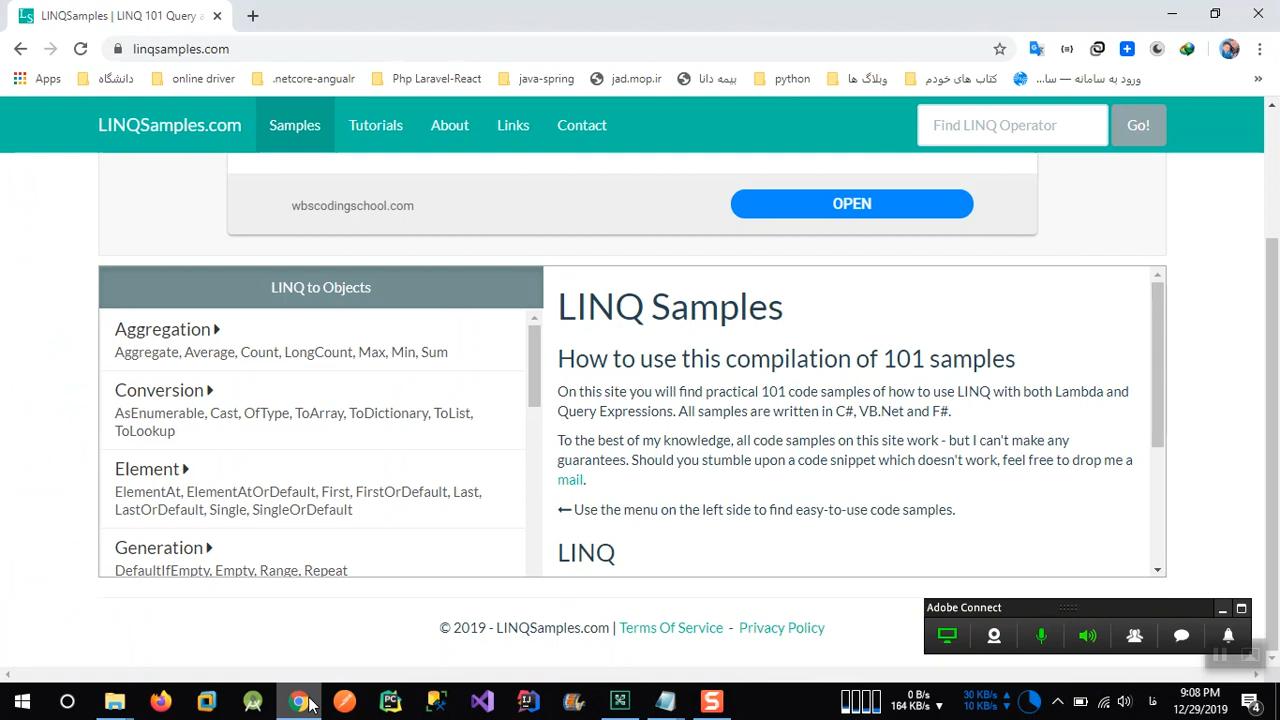 LINQSamples | LINQ 101 Query a
linqsamples.com
Apps
دانشگاه
online driver
.netcore-angualr
Php Laravel-React
java-spring
jad.mop.ir
بیمه دانا
python
وبلاگ ها
کتاب های خودم
ورود به سامانه — سا...
LINQSamples.com
Samples
Tutorials
About
Links
Contact
Find LINQ Operator
Go!
wbscodingschool.com
OPEN
LINQ to Objects
Aggregation
Aggregate, Average, Count, LongCount, Max, Min, Sum
Conversion
AsEnumerable, Cast, OfType, ToArray, ToDictionary, ToList,
ToLookup
Element
ElementAt, ElementAtOrDefault, First, FirstOrDefault, Last,
LastOrDefault, Single, SingleOrDefault
Generation
DefaultIfEmpty, Empty, Range, Repeat
LINQ Samples
How to use this compilation of 101 samples
On this site you will find practical 101 code samples of how to use LINQ with both Lambda and
Query Expressions. All samples are written in C#, VB.Net and F#.
To the best of my knowledge, all code samples on this site work - but I can't make any
guarantees. Should you stumble upon a code snippet which doesn't work, feel free to drop me a
mail.
Use the menu on the left side to find easy-to-use code samples.
LINQ
© 2019 - LINQSamples.com | Terms Of Service - Privacy Policy
Adobe Connect
0 B/s
164 KB/s
30 KB/s
10 KB/s
فا
9:08 PM
12/29/2019
4